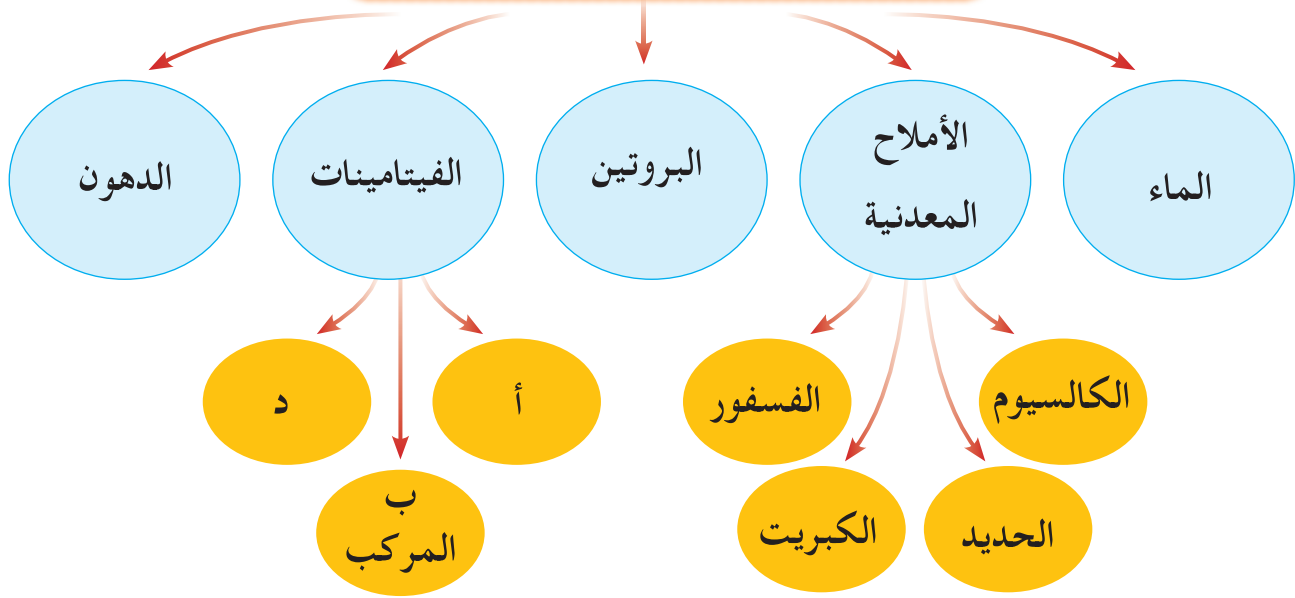 الماء
الأملاح
المعدنية
البروتين
الفيتامينات
الدهون
الكالسيوم
الحديد
الكبريت
الفسفور
أ
ب
المركب
د